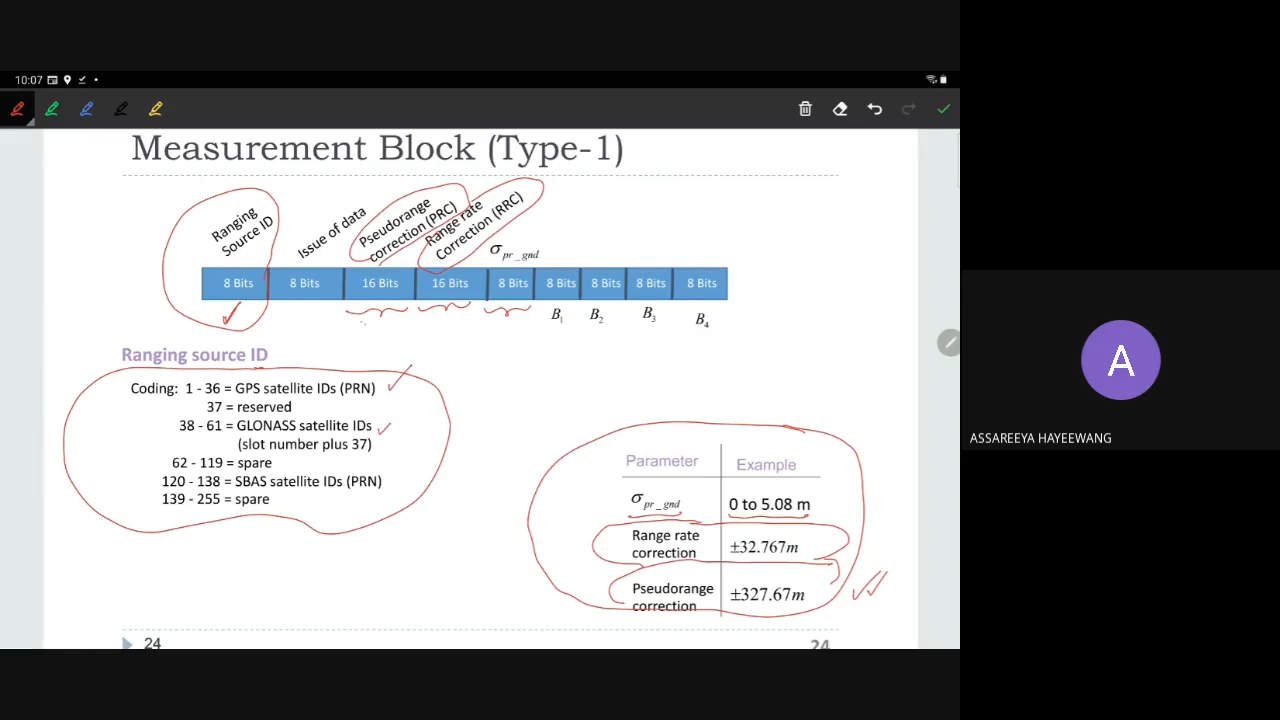 10:07
Measurement Block (Type-1)
Ranging
Source ID
Issue of data
Pseudorange
correction (PRC)
Range rate
Correction (RRC)
σpr_gnd
8 Bits 8 Bits 16 Bits 16 Bits 8 Bits 8 Bits 8 Bits 8 Bits 8 Bits
B1 B2 B3 B4
Ranging source ID
Coding: 1 - 36 = GPS satellite IDs (PRN)
37 = reserved
38 - 61 = GLONASS satellite IDs
(slot number plus 37)
62 - 119 = spare
120 - 138 = SBAS satellite IDs (PRN)
139 - 255 = spare
Parameter Example
σpr_gnd 0 to 5.08 m
Range rate
correction ±32.767m
Pseudorange
correction ±327.67m
24 24
A
ASSAREEYA HAYEEWANG